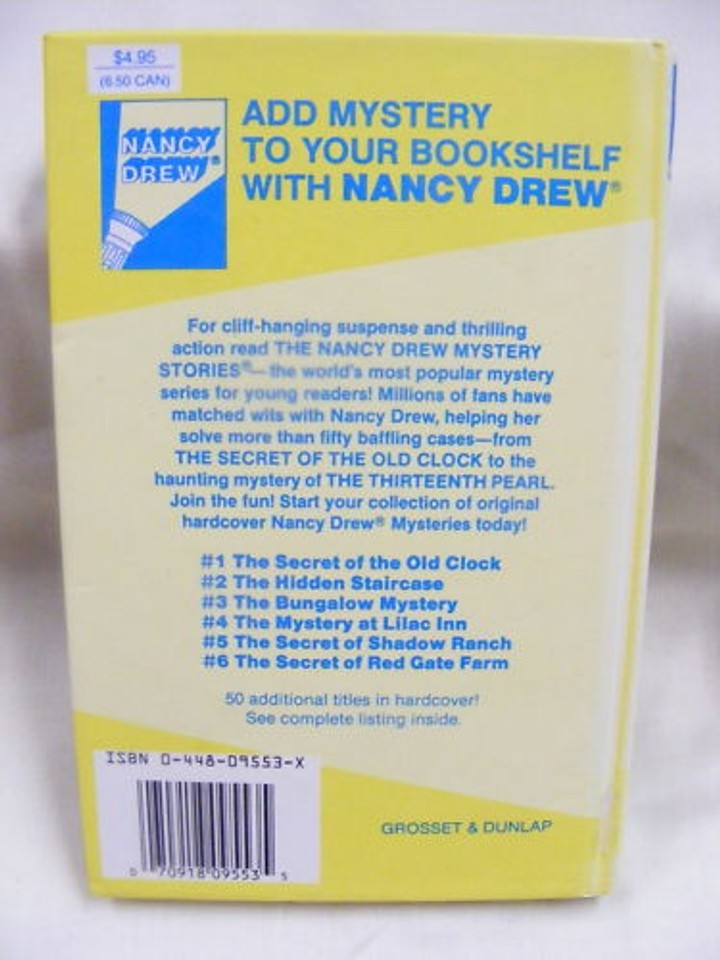 $4.95
(6.50 CAN)
NANCY
DREW®
ADD MYSTERY
TO YOUR BOOKSHELF
WITH NANCY DREW®
For cliff-hanging suspense and thrilling
action read THE NANCY DREW MYSTERY
STORIES®—the world's most popular mystery
series for young readers! Millions of fans have
matched wits with Nancy Drew, helping her
solve more than fifty baffling cases—from
THE SECRET OF THE OLD CLOCK to the
haunting mystery of THE THIRTEENTH PEARL.
Join the fun! Start your collection of original
hardcover Nancy Drew® Mysteries today!
#1 The Secret of the Old Clock
#2 The Hidden Staircase
#3 The Bungalow Mystery
#4 The Mystery at Lilac Inn
#5 The Secret of Shadow Ranch
#6 The Secret of Red Gate Farm
50 additional titles in hardcover!
See complete listing inside.
ISBN 0-448-09553-X
0 70918 09553 5
GROSSET & DUNLAP